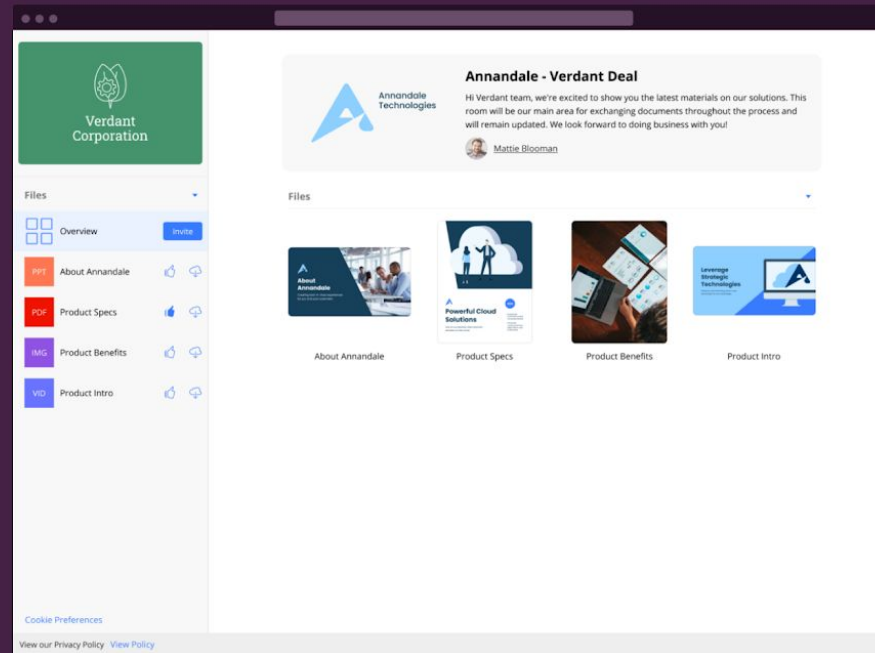 Verdant
Corporation
Files
Overview
Invite
PPT
About Annandale
PDF
Product Specs
IMG
Product Benefits
VID
Product Intro
Cookie Preferences
View our Privacy Policy View Policy
Annandale
Technologies
Annandale - Verdant Deal
Hi Verdant team, we're excited to show you the latest materials on our solutions. This
room will be our main area for exchanging documents throughout the process and
will remain updated. We look forward to doing business with you!
Mattie Blooman
Files
About
Annandale
Powerful Cloud
Solutions
Leverage
Strategic
Technologies
About Annandale
Product Specs
Product Benefits
Product Intro